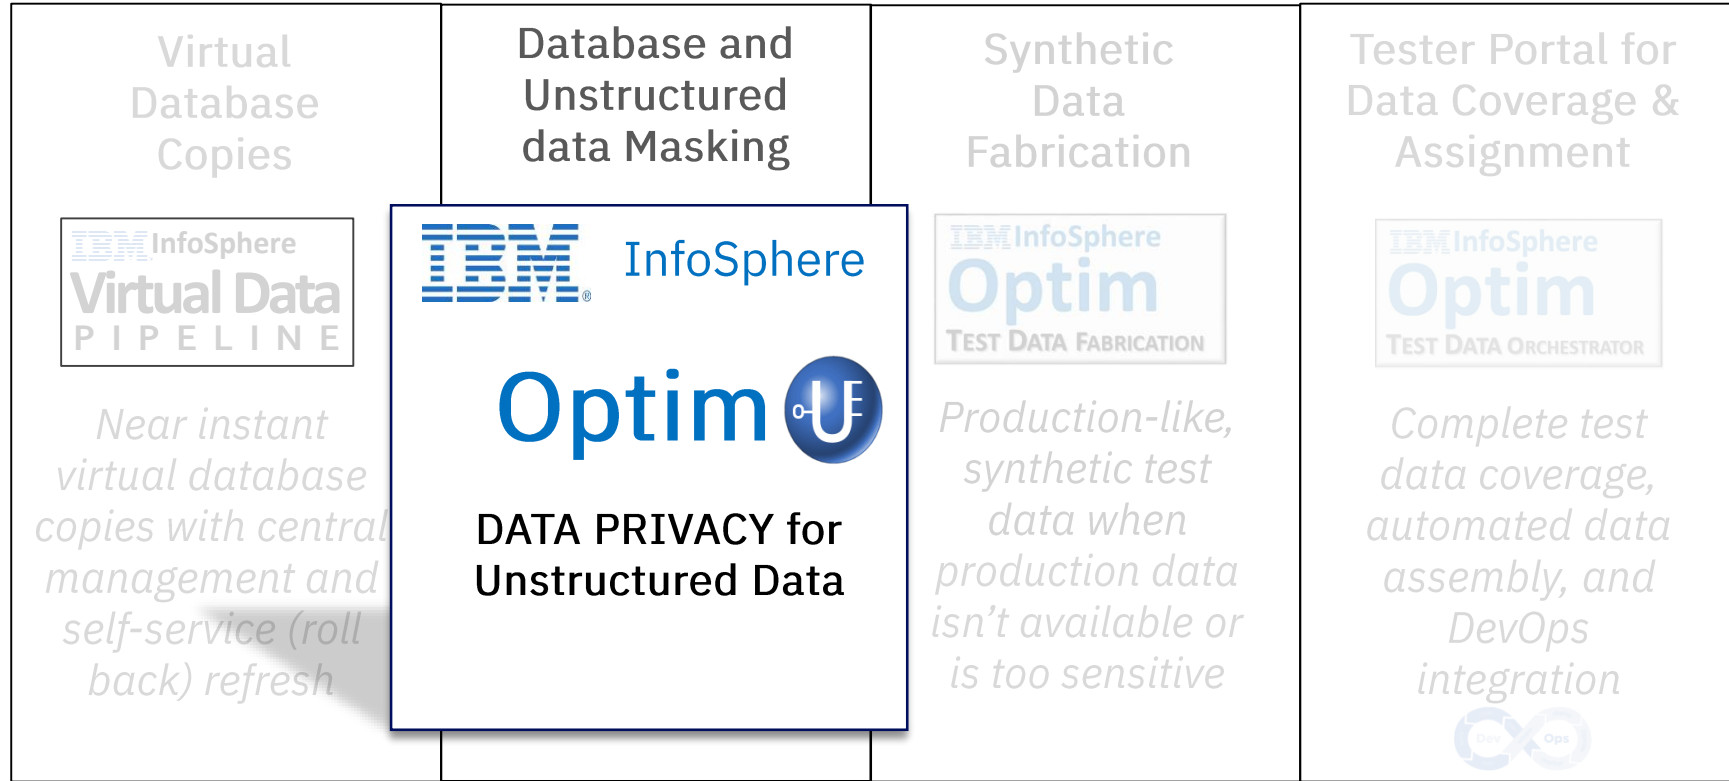 Virtual
Database
Copies
IBM InfoSphere
Virtual Data
PIPELINE
Near instant
virtual database
copies with central
management and
self-service (roll
back) refresh
Database and
Unstructured
data Masking
IBM® InfoSphere
Optim UF
DATA PRIVACY for
Unstructured Data
Synthetic
Data
Fabrication
IBM InfoSphere
Optim
TEST DATA FABRICATION
Production-like,
synthetic test
data when
production data
isn’t available or
is too sensitive
Tester Portal for
Data Coverage &
Assignment
IBM InfoSphere
Optim
TEST DATA ORCHESTRATOR
Complete test
data coverage,
automated data
assembly, and
DevOps
integration
Dev Ops